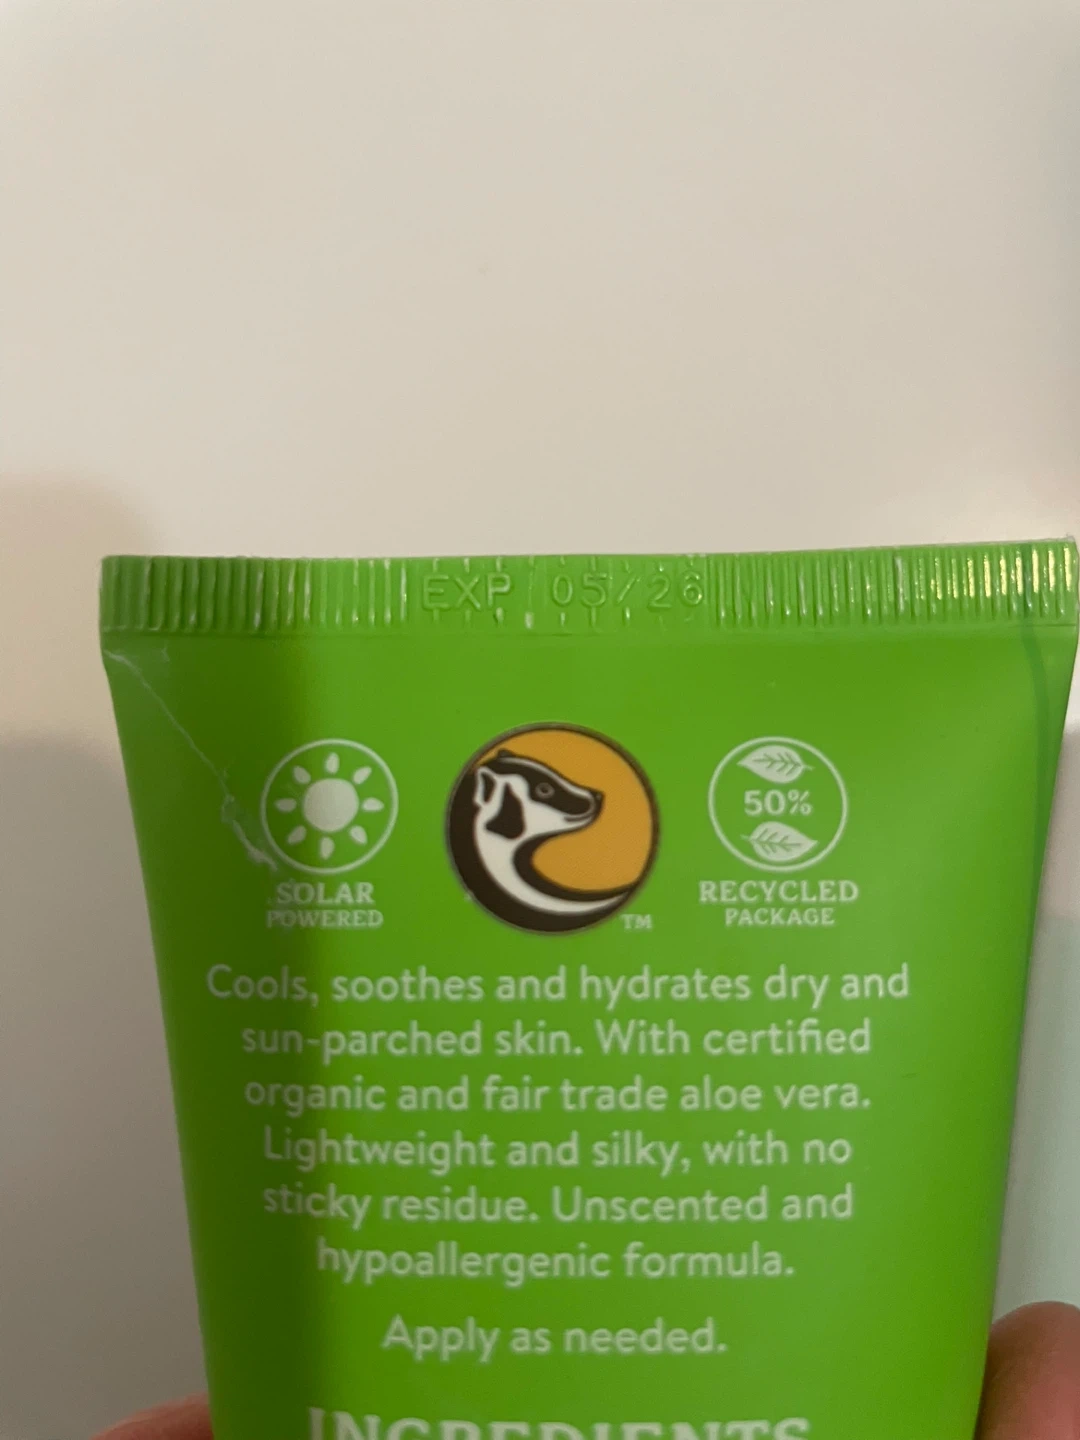 EXP 05/26
50%
SOLAR
POWERED
TM
RECYCLED
PACKAGE
Cools, soothes and hydrates dry and
sun-parched skin. With certified
organic and fair trade aloe vera.
Lightweight and silky, with no
sticky residue. Unscented and
hypoallergenic formula.
Apply as needed.
INGREDIENTS